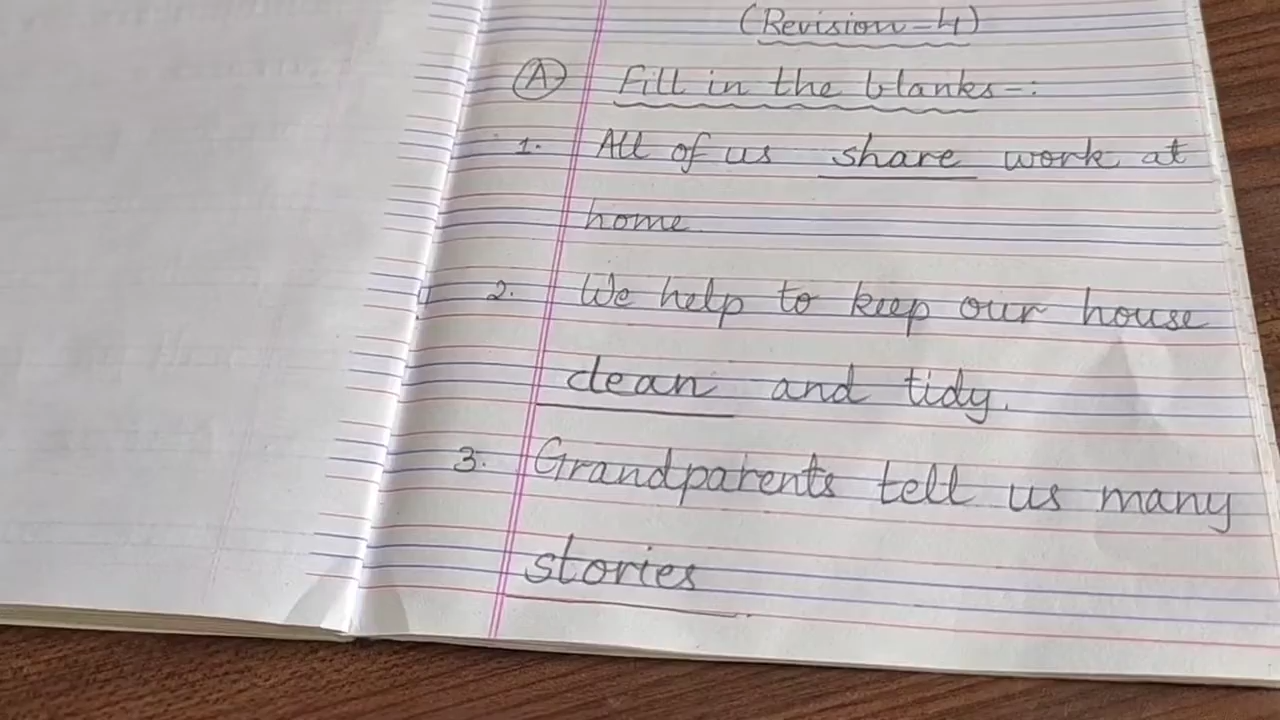 (Revision-4)
A Fill in the blanks-:
1. All of us share work at
home
2. We help to keep our house
clean and tidy.
3. Grandparents tell us many
stories.